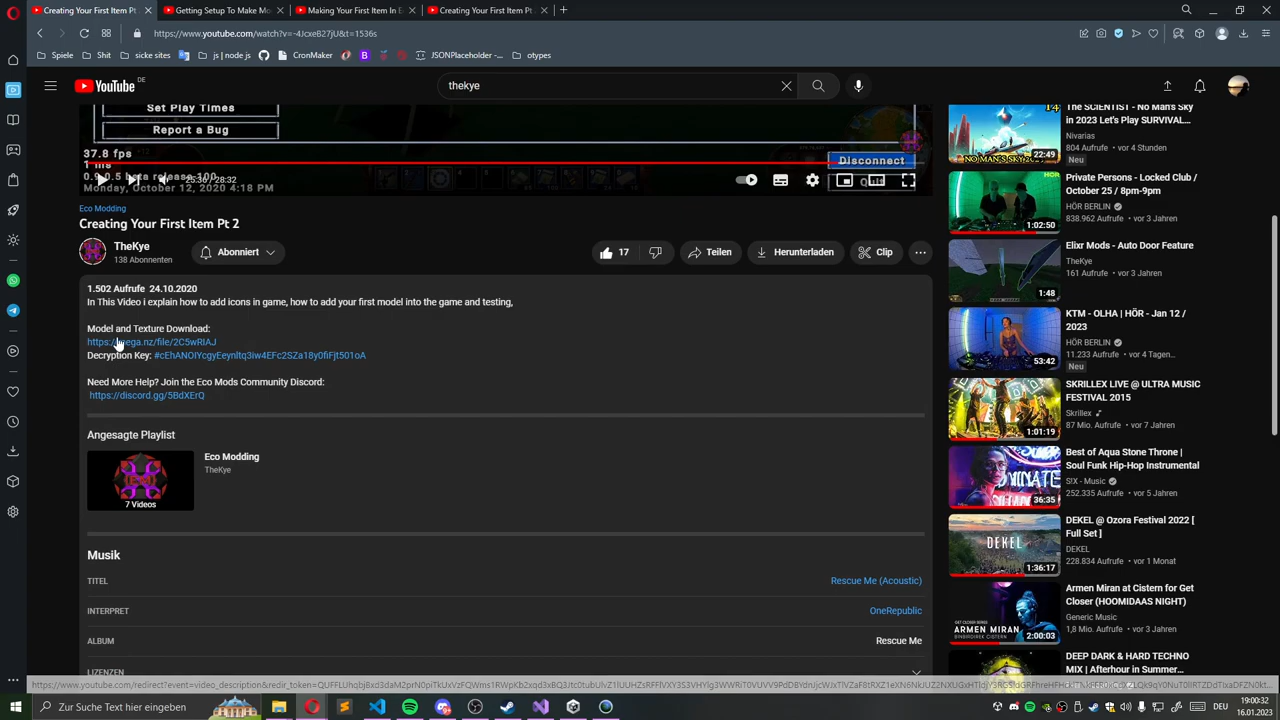 Creating Your First Item Pt
Getting Setup To Make Mo
Making Your First Item In E
Creating Your First Item Pt
https://www.youtube.com/watch?v=-4JcxeB27jU&t=1536s
Spiele
Shit
sicke sites
js | node js
CronMaker
JSONPlaceholder -...
otypes
YouTube
DE
thekye
Set Play Times
Report a Bug
37.8 fps
Disconnect
25:36 / 28:32
Monday, October 12, 2020 4:18 PM
Eco Modding
Creating Your First Item Pt 2
TheKye
138 Abonnenten
Abonniert
17
Teilen
Herunterladen
Clip
1.502 Aufrufe 24.10.2020
In This Video i explain how to add icons in game, how to add your first model into the game and testing,
Model and Texture Download:
https://mega.nz/file/2C5wRIAJ
Decryption Key: #cEhANOIYcgyEeynltq3iw4EFc2SZa18y0fiFjt501oA
Need More Help? Join the Eco Mods Community Discord:
https://discord.gg/5BdXErQ
Angesagte Playlist
Eco Modding
TheKye
7 Videos
Musik
TITEL
Rescue Me (Acoustic)
INTERPRET
OneRepublic
ALBUM
Rescue Me
LIZENZEN
14
The SCIENTIST - No Man's Sky
in 2023 Let's Play SURVIVAL...
Nivarias
804 Aufrufe • vor 4 Stunden
Neu
22:49
Private Persons - Locked Club /
October 25 / 8pm-9pm
HÖR BERLIN
838.962 Aufrufe • vor 3 Jahren
1:02:50
Elixr Mods - Auto Door Feature
TheKye
161 Aufrufe • vor 3 Jahren
1:48
KTM - OLHA | HÖR - Jan 12 /
2023
HÖR BERLIN
11.233 Aufrufe • vor 4 Tagen...
Neu
53:42
SKRILLEX LIVE @ ULTRA MUSIC
FESTIVAL 2015
Skrillex
87 Mio. Aufrufe • vor 7 Jahren
1:01:19
Best of Aqua Stone Throne |
Soul Funk Hip-Hop Instrumental
S!X - Music
252.335 Aufrufe • vor 5 Jahren
36:35
DEKEL @ Ozora Festival 2022 [
Full Set ]
DEKEL
228.834 Aufrufe • vor 1 Monat
1:36:17
Armen Miran at Cistern for Get
Closer (HOOMIDAAS NIGHT)
Generic Music
1,8 Mio. Aufrufe • vor 3 Jahren
ARMEN MIRAN
2:00:03
DEEP DARK & HARD TECHNO
MIX | Afterhour in Summer...
Zur Suche Text hier eingeben
DEU
19:00:32
16.01.2023